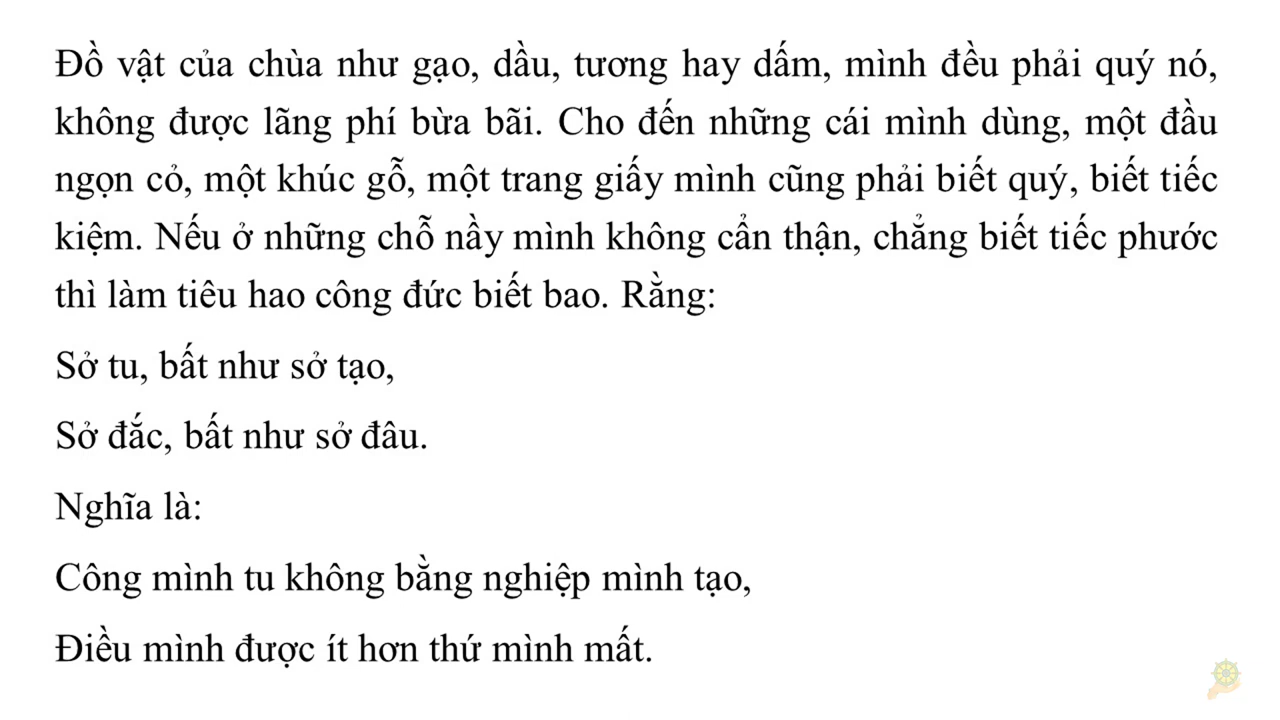 Đồ vật của chùa như gạo, dầu, tương hay dấm, mình đều phải quý nó,
không được lãng phí bừa bãi. Cho đến những cái mình dùng, một đầu
ngọn cỏ, một khúc gỗ, một trang giấy mình cũng phải biết quý, biết tiếc
kiệm. Nếu ở những chỗ nầy mình không cẩn thận, chẳng biết tiếc phước
thì làm tiêu hao công đức biết bao. Rằng:
Sở tu, bất như sở tạo,
Sở đắc, bất như sở đâu.
Nghĩa là:
Công mình tu không bằng nghiệp mình tạo,
Điều mình được ít hơn thứ mình mất.